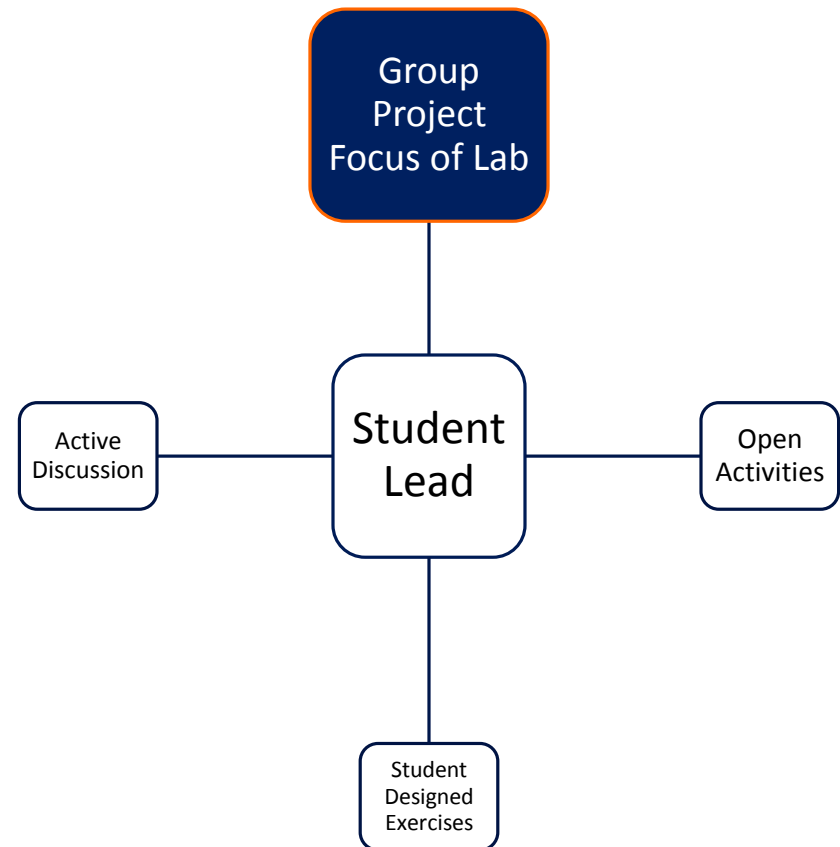 Group
Project
Focus of Lab
Active
Discussion
Student
Lead
Open
Activities
Student
Designed
Exercises